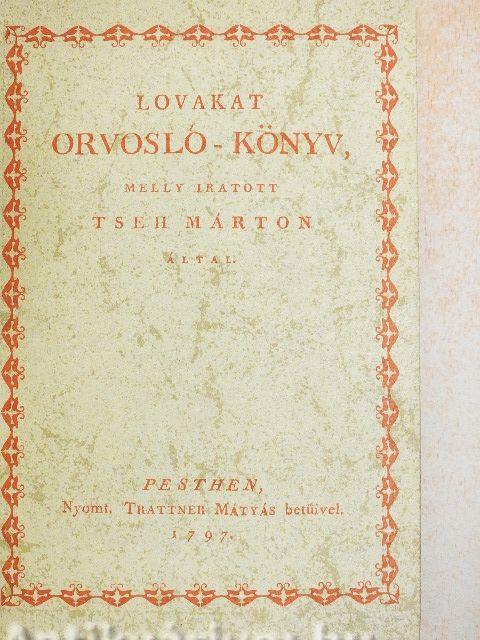 LOVAKAT
ORVOSLÓ - KÖNYV,
MELLY IRATOTT
TSEH MÁRTON
ÁLTAL.
PESTHEN,
Nyomt. TRATTNER MÁTYÁS betűivel.
1797.